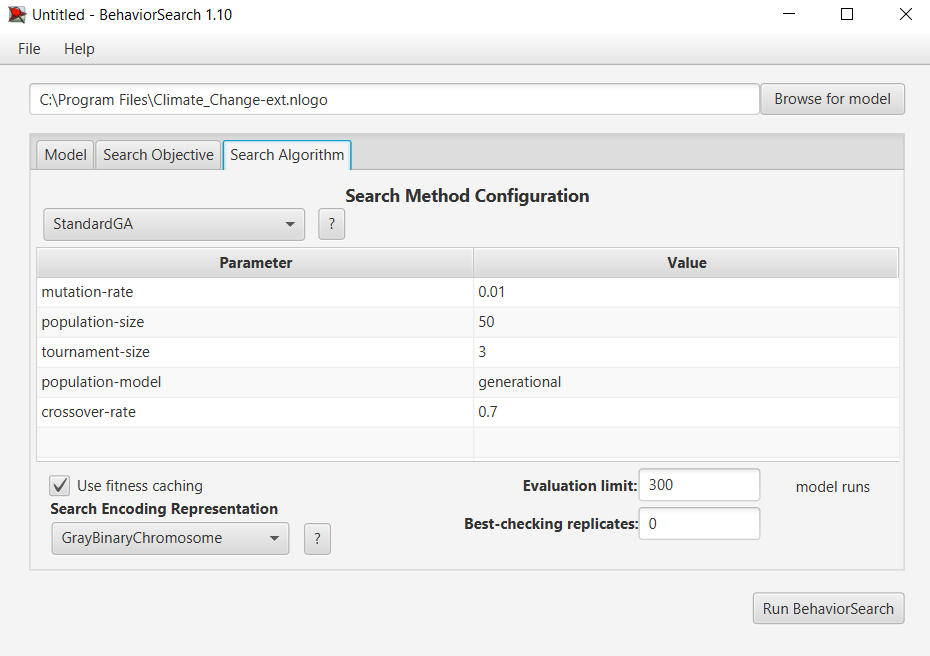 Untitled - BehaviorSearch 1.10
File Help
C:\Program Files\Climate_Change-ext.nlogo Browse for model
Model Search Objective Search Algorithm
Search Method Configuration
StandardGA ?
Parameter Value
mutation-rate 0.01
population-size 50
tournament-size 3
population-model generational
crossover-rate 0.7
Use fitness caching Evaluation limit: 300 model runs
Search Encoding Representation
Best-checking replicates: 0
GrayBinaryChromosome ?
Run BehaviorSearch